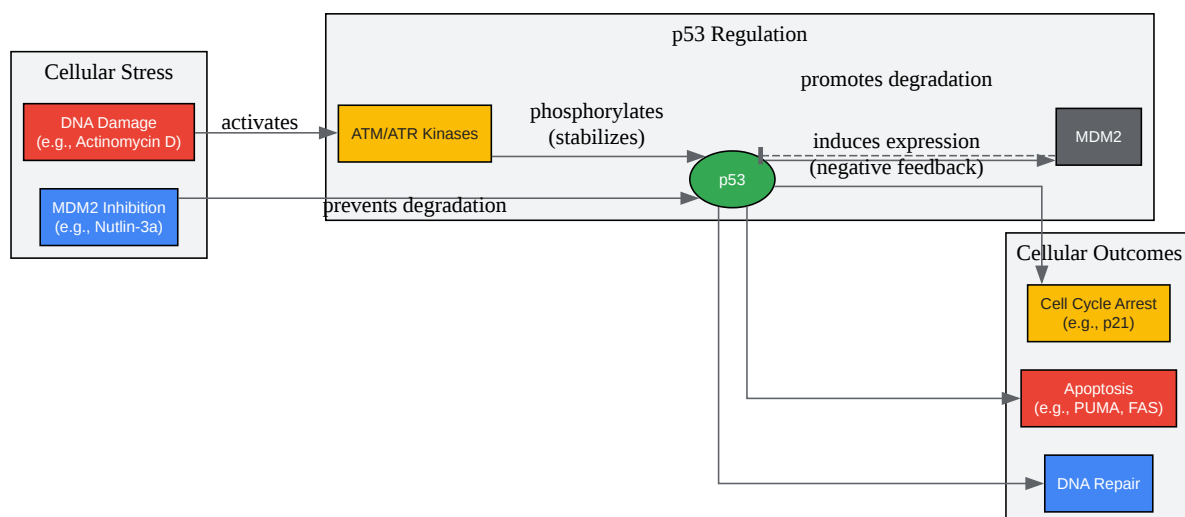 p53 Regulation
Cellular Stress
DNA Damage
(e.g., Actinomycin D)
activates
MDM2 Inhibition
(e.g., Nutlin-3a)
prevents degradation
ATM/ATR Kinases
phosphorylates
(stabilizes)
p53
promotes degradation
induces expression
(negative feedback)
MDM2
Cellular Outcomes
Cell Cycle Arrest
(e.g., p21)
Apoptosis
(e.g., PUMA, FAS)
DNA Repair